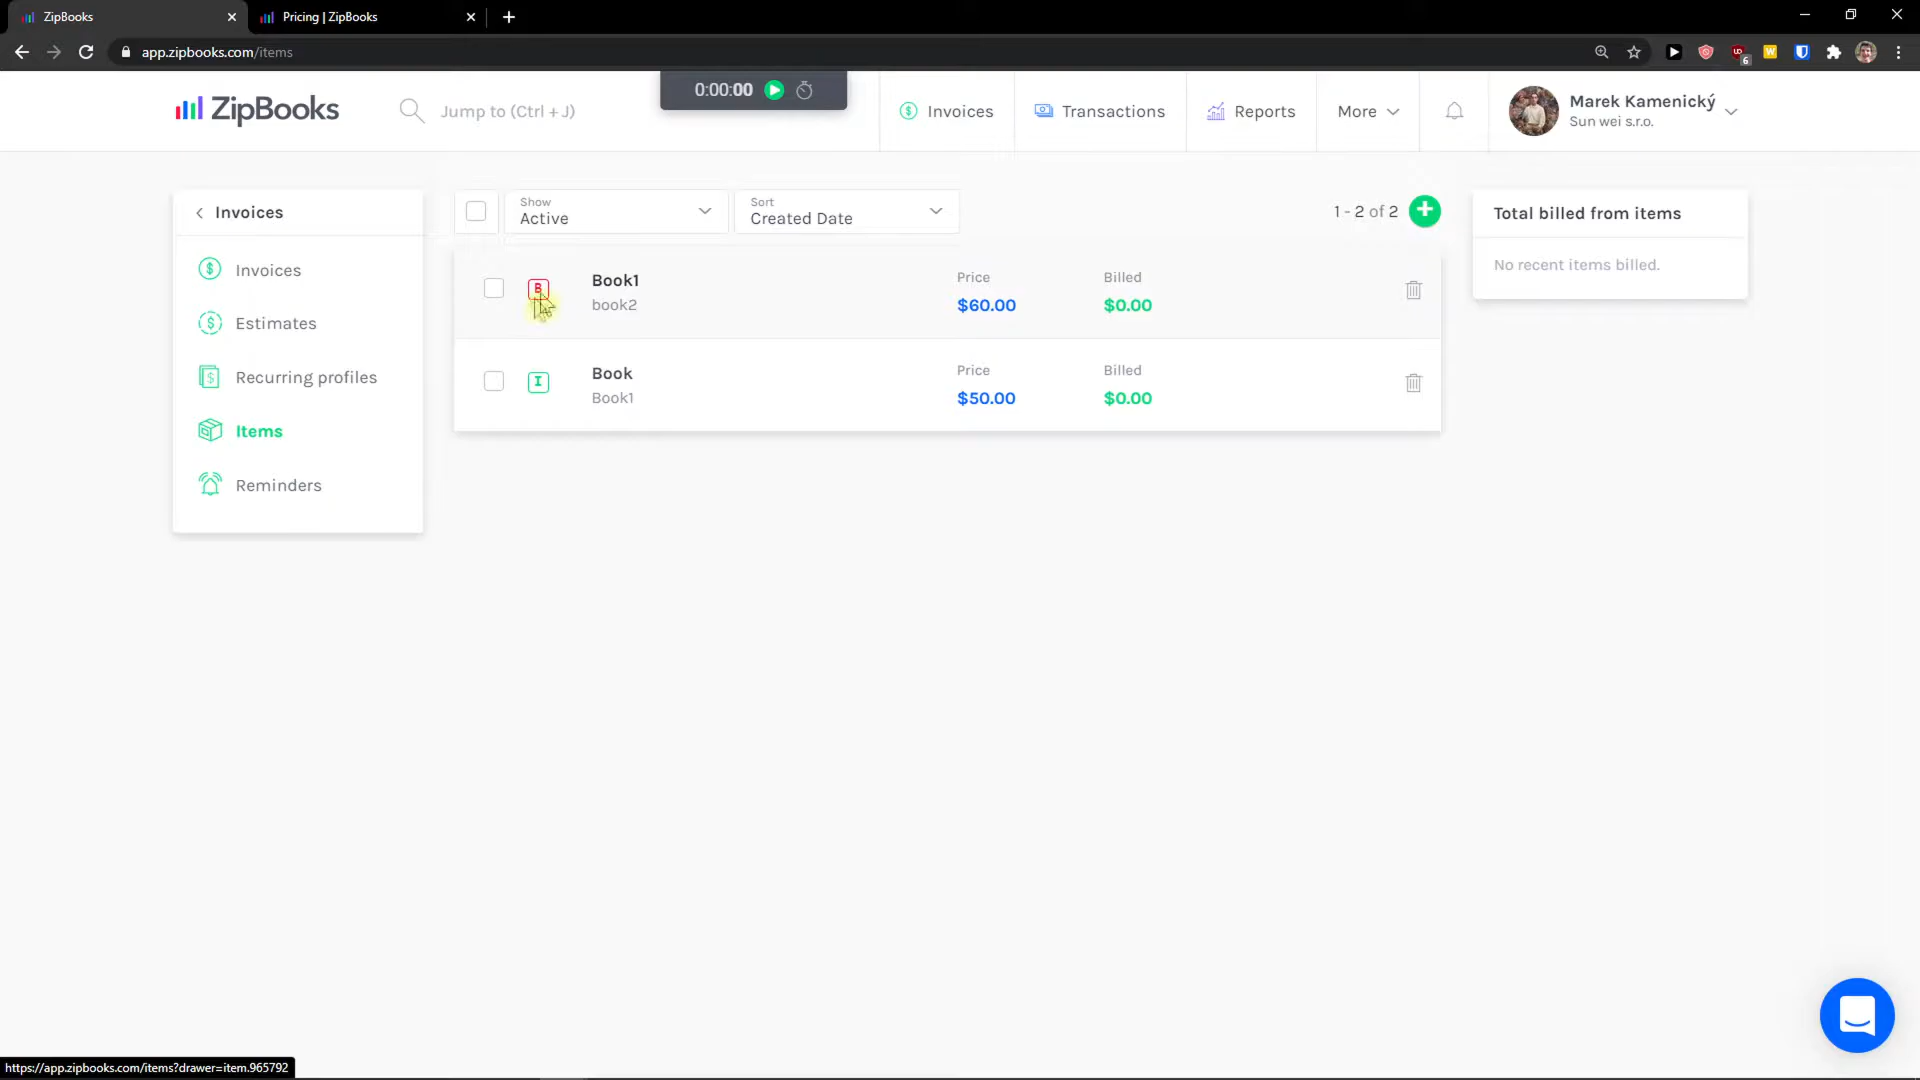 ZipBooks
Pricing | ZipBooks
app.zipbooks.com/items
6
ZipBooks
Jump to (Ctrl + J)
0:00:00
Invoices
Transactions
Reports
More
Marek Kamenický
Sun wei s.r.o.
Invoices
Invoices
Estimates
Recurring profiles
Items
Reminders
Show
Active
Sort
Created Date
1 - 2 of 2
B
Book1
book2
Price
$60.00
Billed
$0.00
I
Book
Book1
Price
$50.00
Billed
$0.00
Total billed from items
No recent items billed.
https://app.zipbooks.com/items?drawer=item.965792